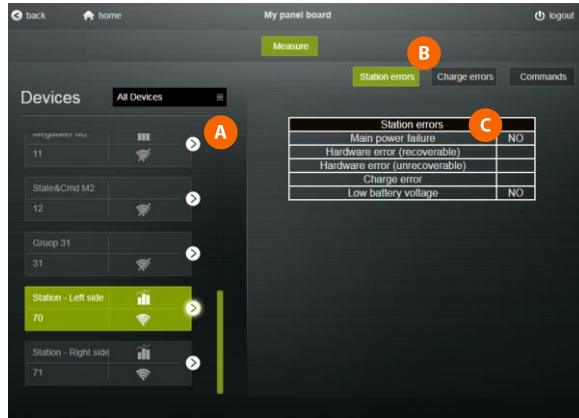 back home My panel board logout
Measure
B
Station errors Charge errors Commands
Devices All Devices
A
C
Station errors
Main power failure NO
Hardware error (recoverable)
Hardware error (unrecoverable)
Charge error
Low battery voltage NO
11
State&Cmd M2
12
Gruop 31
31
Station - Left side
70
Station - Right side
71